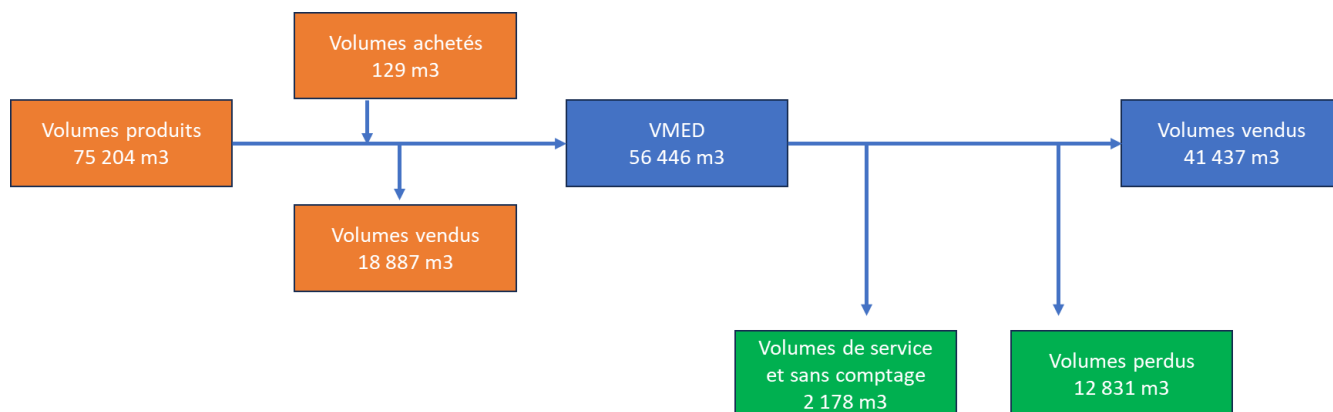 Volumes achetés
129 m3
Volumes produits
75 204 m3
VMED
56 446 m3
Volumes vendus
41 437 m3
Volumes vendus
18 887 m3
Volumes de service
et sans comptage
2 178 m3
Volumes perdus
12 831 m3